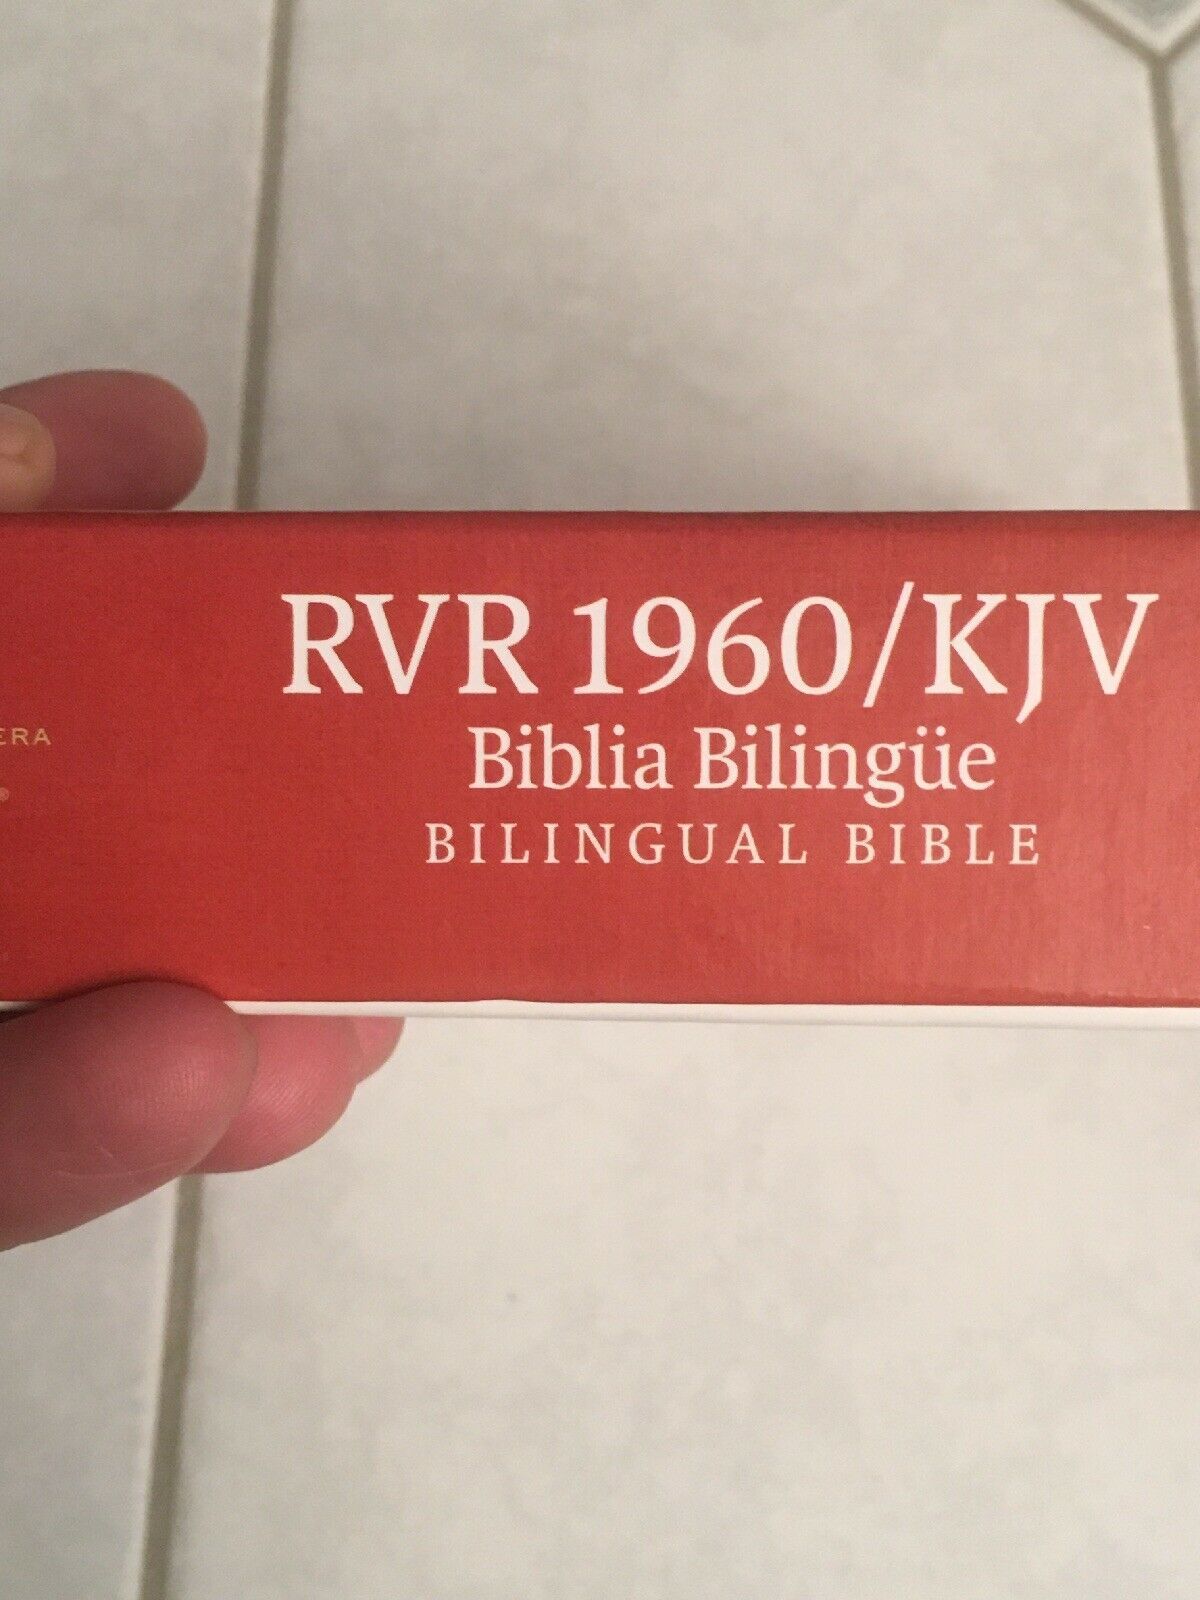 RVR 1960/KJV
Biblia Bilingüe
BILINGUAL BIBLE